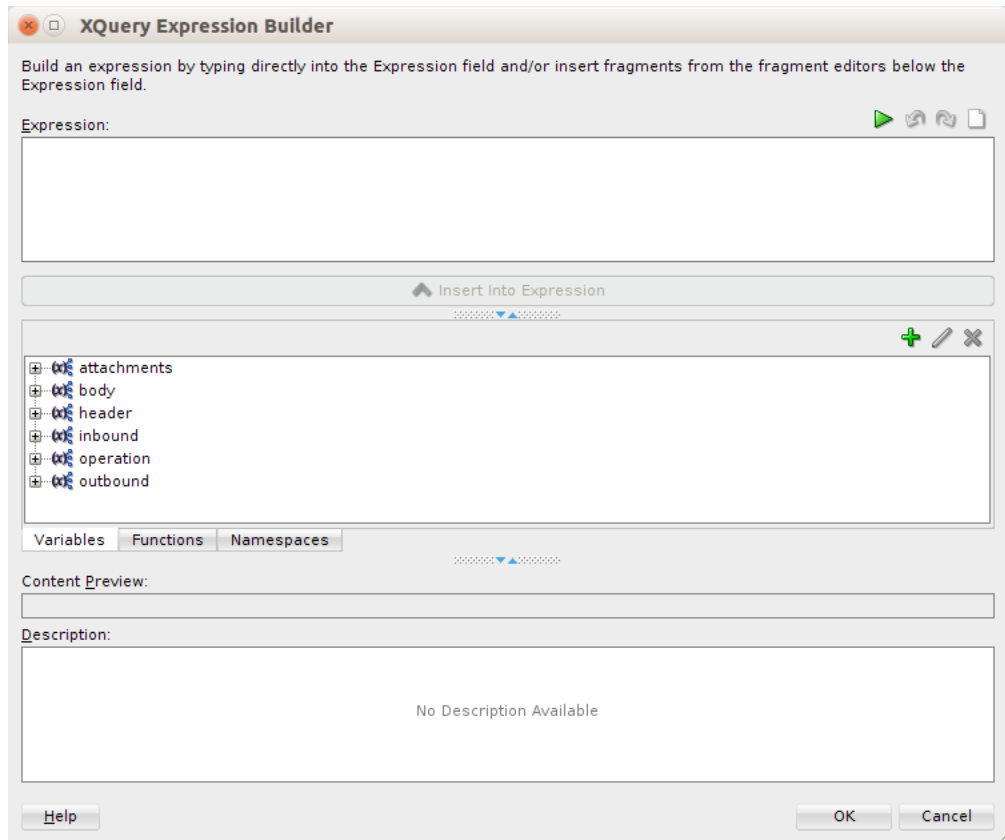 XQuery Expression Builder
Build an expression by typing directly into the Expression field and/or insert fragments from the fragment editors below the
Expression field.
Expression:
Insert Into Expression
(x) attachments
(x) body
(x) header
(x) inbound
(x) operation
(x) outbound
Variables Functions Namespaces
Content Preview:
Description:
No Description Available
Help OK Cancel